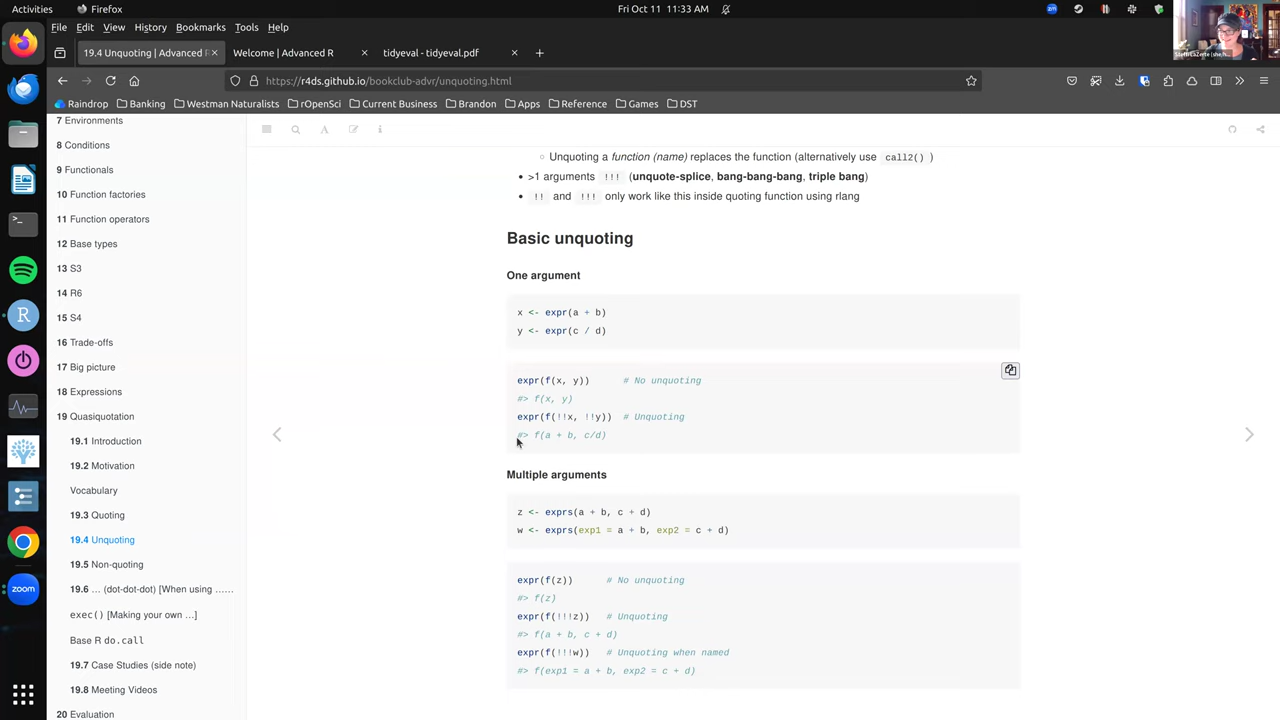 Activities
Firefox
Fri Oct 11 11:33 AM
File Edit View History Bookmarks Tools Help
19.4 Unquoting | Advanced R
Welcome | Advanced R
tidyeval - tidyeval.pdf
https://r4ds.github.io/bookclub-advr/unquoting.html
Raindrop Banking Westman Naturalists rOpenSci Current Business Brandon Apps Reference Games DST
7 Environments
8 Conditions
9 Functionals
10 Function factories
11 Function operators
12 Base types
13 S3
14 R6
15 S4
16 Trade-offs
17 Big picture
18 Expressions
19 Quasiquotation
19.1 Introduction
19.2 Motivation
Vocabulary
19.3 Quoting
19.4 Unquoting
19.5 Non-quoting
19.6 ... (dot-dot-dot) [When using ……
exec() [Making your own ...]
Base R do.call
19.7 Case Studies (side note)
19.8 Meeting Videos
20 Evaluation
Unquoting a function (name) replaces the function (alternatively use call2() )
>1 arguments !!! (unquote-splice, bang-bang-bang, triple bang)
!! and !!! only work like this inside quoting function using rlang
Basic unquoting
One argument
x <- expr(a + b)
y <- expr(c / d)
expr(f(x, y)) # No unquoting
#> f(x, y)
expr(f(!!x, !!y)) # Unquoting
#> f(a + b, c/d)
Multiple arguments
z <- exprs(a + b, c + d)
w <- exprs(exp1 = a + b, exp2 = c + d)
expr(f(z)) # No unquoting
#> f(z)
expr(f(!!!z)) # Unquoting
#> f(a + b, c + d)
expr(f(!!!w)) # Unquoting when named
#> f(exp1 = a + b, exp2 = c + d)
zoom